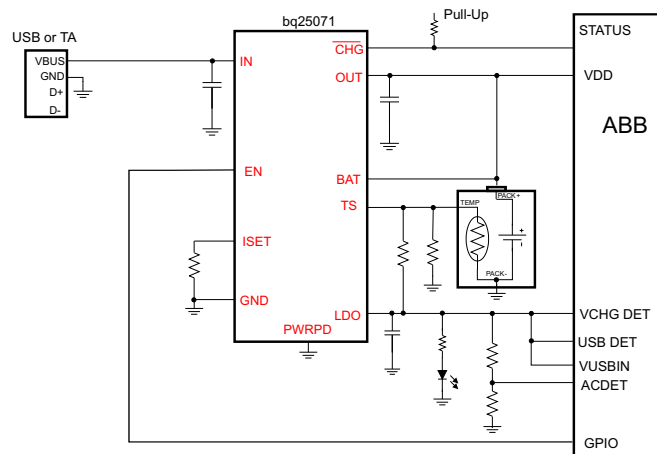 bq25071
Pull-Up
USB or TA
STATUS
VBUS
IN
CHG
GND
OUT
VDD
D+
D-
ABB
EN
BAT
TS
TEMP
PACK+
+
-
ISET
PACK-
GND
LDO
VCHG DET
PWRPD
USB DET
VUSBIN
ACDET
GPIO